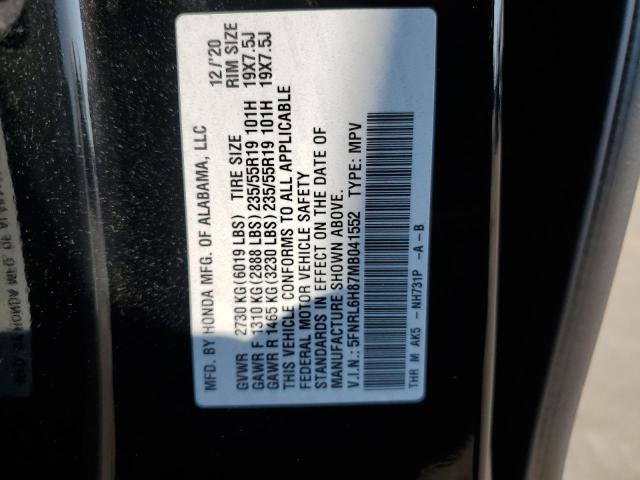 MFD. BY HONDA MFG. OF ALABAMA, LLC 12/'20
GVWR 2730 KG (6019 LBS) TIRE SIZE RIM SIZE
GAWR F 1310 KG (2888 LBS) 235/55R19 101H 19X7.5J
GAWR R 1465 KG (3230 LBS) 235/55R19 101H 19X7.5J
THIS VEHICLE CONFORMS TO ALL APPLICABLE
FEDERAL MOTOR VEHICLE SAFETY
STANDARDS IN EFFECT ON THE DATE OF
MANUFACTURE SHOWN ABOVE.
V.I.N.: 5FNRL6H87MB041552 TYPE: MPV
THR M AK5 - NH731P -A-B